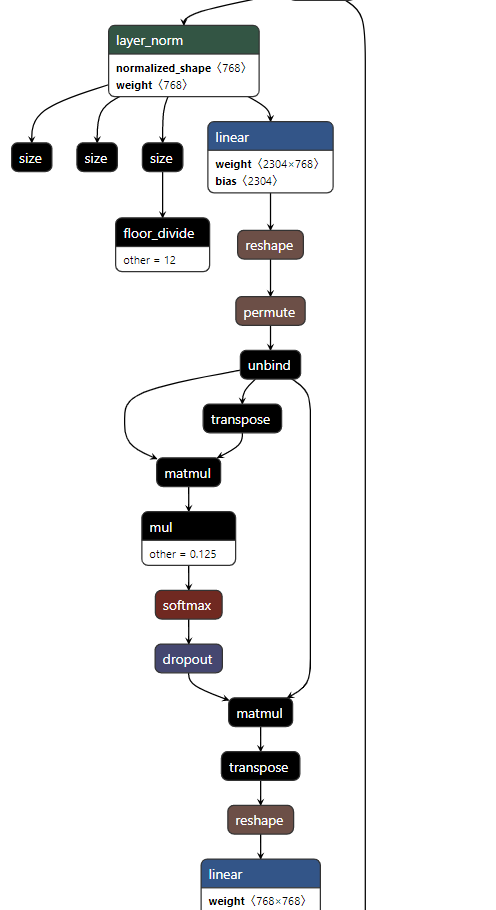 layer_norm
normalized_shape ⟨768⟩
weight ⟨768⟩
size
size
size
linear
weight ⟨2304×768⟩
bias ⟨2304⟩
floor_divide
other = 12
reshape
permute
unbind
transpose
matmul
mul
other = 0.125
softmax
dropout
matmul
transpose
reshape
linear
weight ⟨768×768⟩